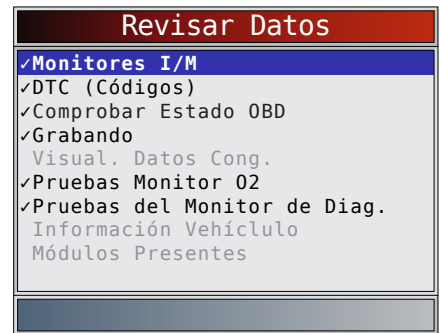 Revisar Datos
✓Monitores I/M
✓DTC (Códigos)
✓Comprobar Estado OBD
✓Grabando
Visual. Datos Cong.
✓Pruebas Monitor O2
✓Pruebas del Monitor de Diag.
Información Vehíclulo
Módulos Presentes